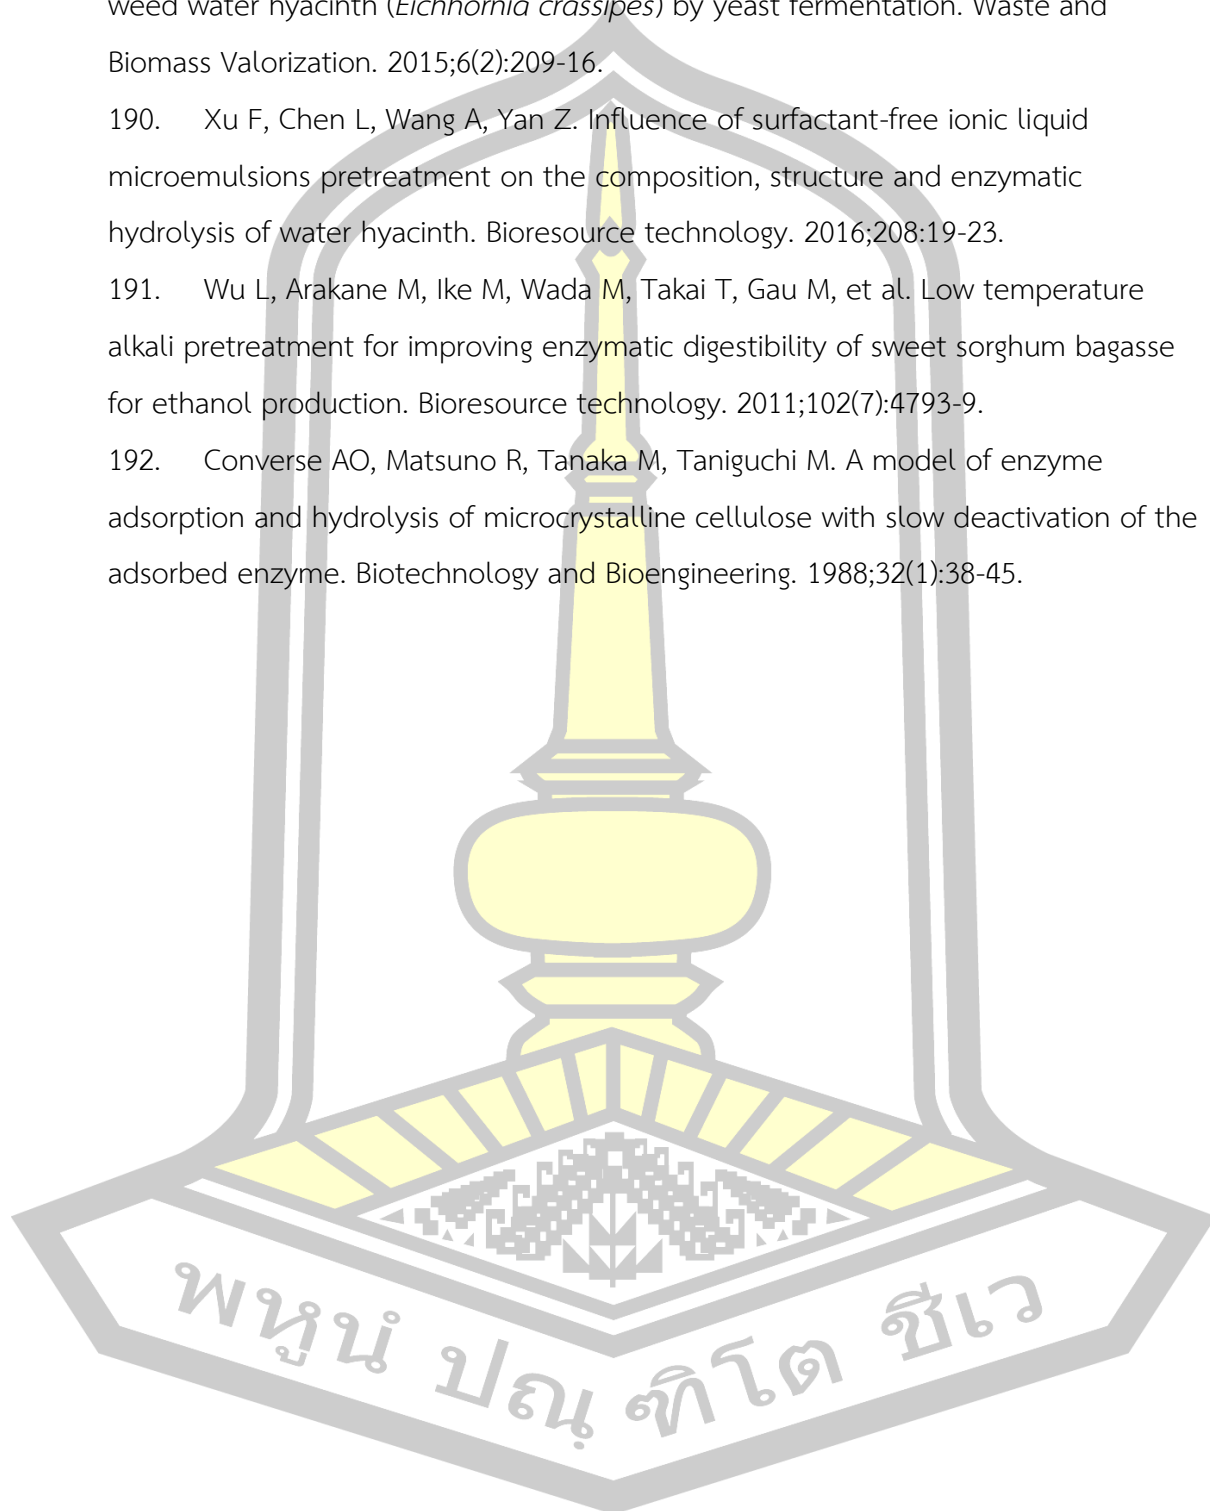 weed water hyacinth (Eichhornia crassipes) by yeast fermentation. Waste and
Biomass Valorization. 2015;6(2):209-16.
190. Xu F, Chen L, Wang A, Yan Z. Influence of surfactant-free ionic liquid
microemulsions pretreatment on the composition, structure and enzymatic
hydrolysis of water hyacinth. Bioresource technology. 2016;208:19-23.
191. Wu L, Arakane M, Ike M, Wada M, Takai T, Gau M, et al. Low temperature
alkali pretreatment for improving enzymatic digestibility of sweet sorghum bagasse
for ethanol production. Bioresource technology. 2011;102(7):4793-9.
192. Converse AO, Matsuno R, Tanaka M, Taniguchi M. A model of enzyme
adsorption and hydrolysis of microcrystalline cellulose with slow deactivation of the
adsorbed enzyme. Biotechnology and Bioengineering. 1988;32(1):38-45.
พหูนํ ปณฺฑิโต ชีเว